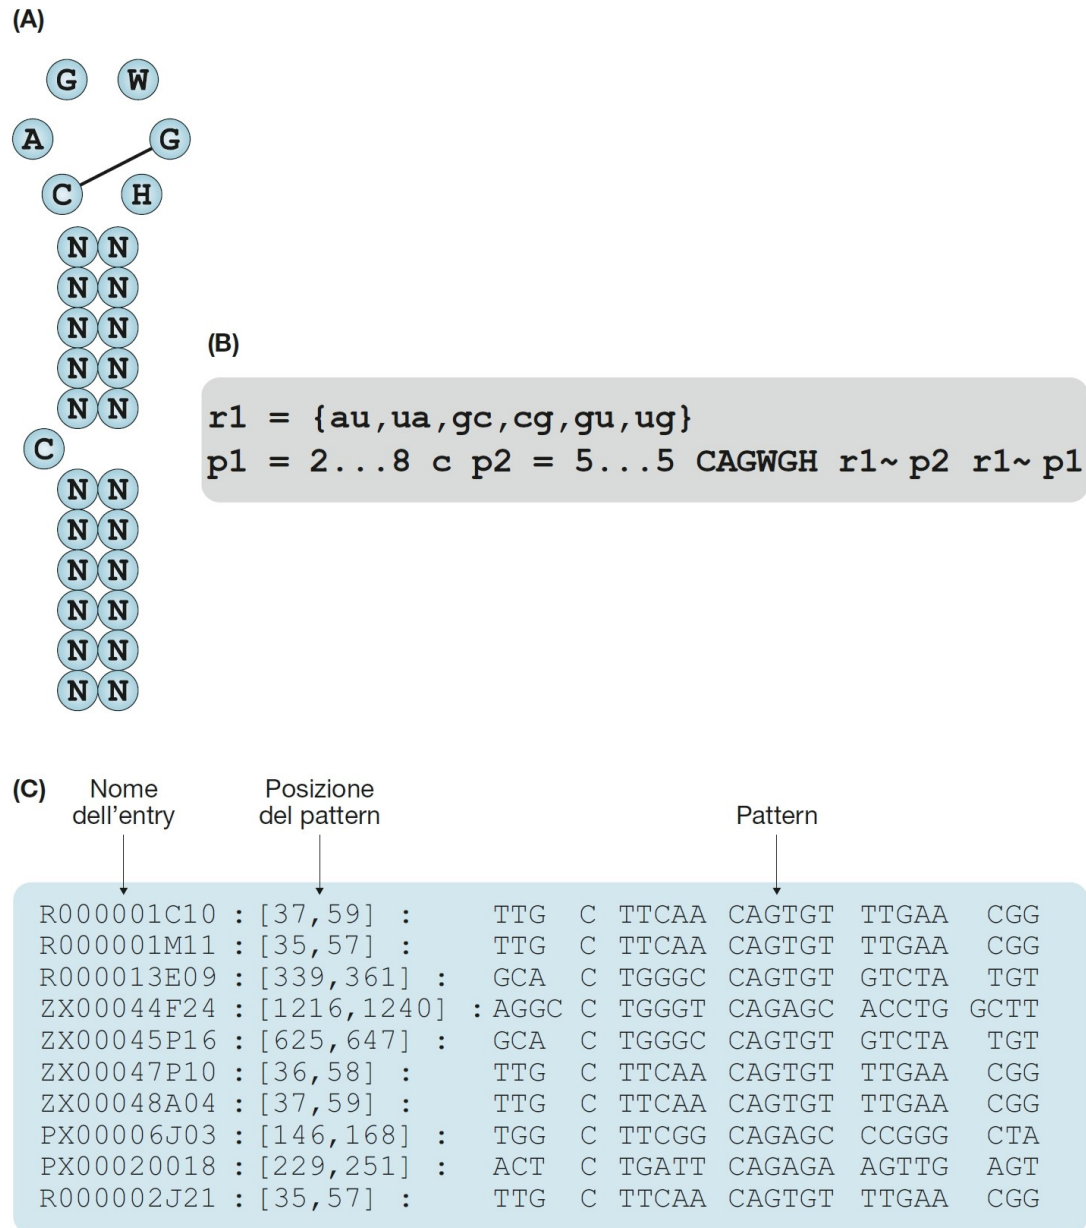 (A)
G W
A G
C H
N N
N N
N N
N N
N N
C
N N
N N
N N
N N
N N
N N
(B)
r1 = {au,ua,gc,cg,gu,ug}
p1 = 2...8 c p2 = 5...5 CAGWGH r1~ p2 r1~ p1
(C) Nome dell'entry
Posizione del pattern
Pattern
R000001C10 : [37,59] : TTG C TTCAA CAGTGT TTGAA CGG
R000001M11 : [35,57] : TTG C TTCAA CAGTGT TTGAA CGG
R000013E09 : [339,361] : GCA C TGGGC CAGTGT GTCTA TGT
ZX00044F24 : [1216,1240] : AGGC C TGGGT CAGAGC ACCTG GCTT
ZX00045P16 : [625,647] : GCA C TGGGC CAGTGT GTCTA TGT
ZX00047P10 : [36,58] : TTG C TTCAA CAGTGT TTGAA CGG
ZX00048A04 : [37,59] : TTG C TTCAA CAGTGT TTGAA CGG
PX00006J03 : [146,168] : TGG C TTCGG CAGAGC CCGGG CTA
PX00020018 : [229,251] : ACT C TGATT CAGAGA AGTTG AGT
R000002J21 : [35,57] : TTG C TTCAA CAGTGT TTGAA CGG